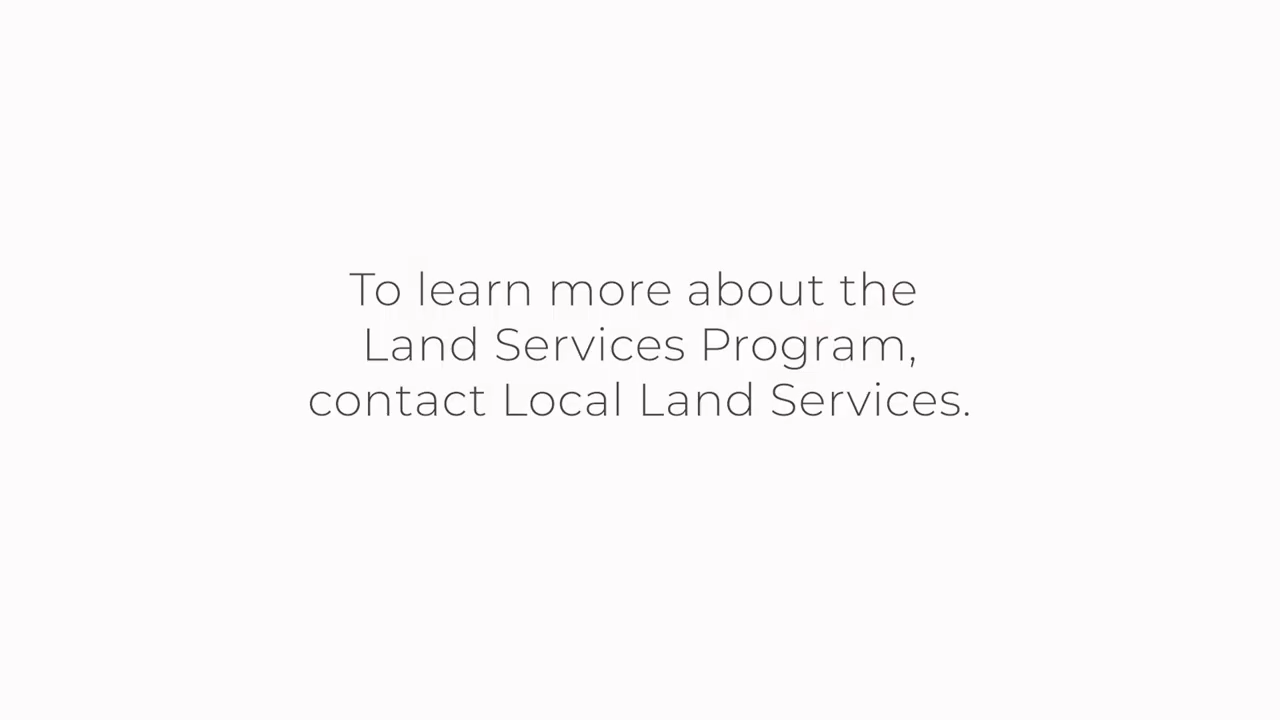 To learn more about the
Land Services Program,
contact Local Land Services.